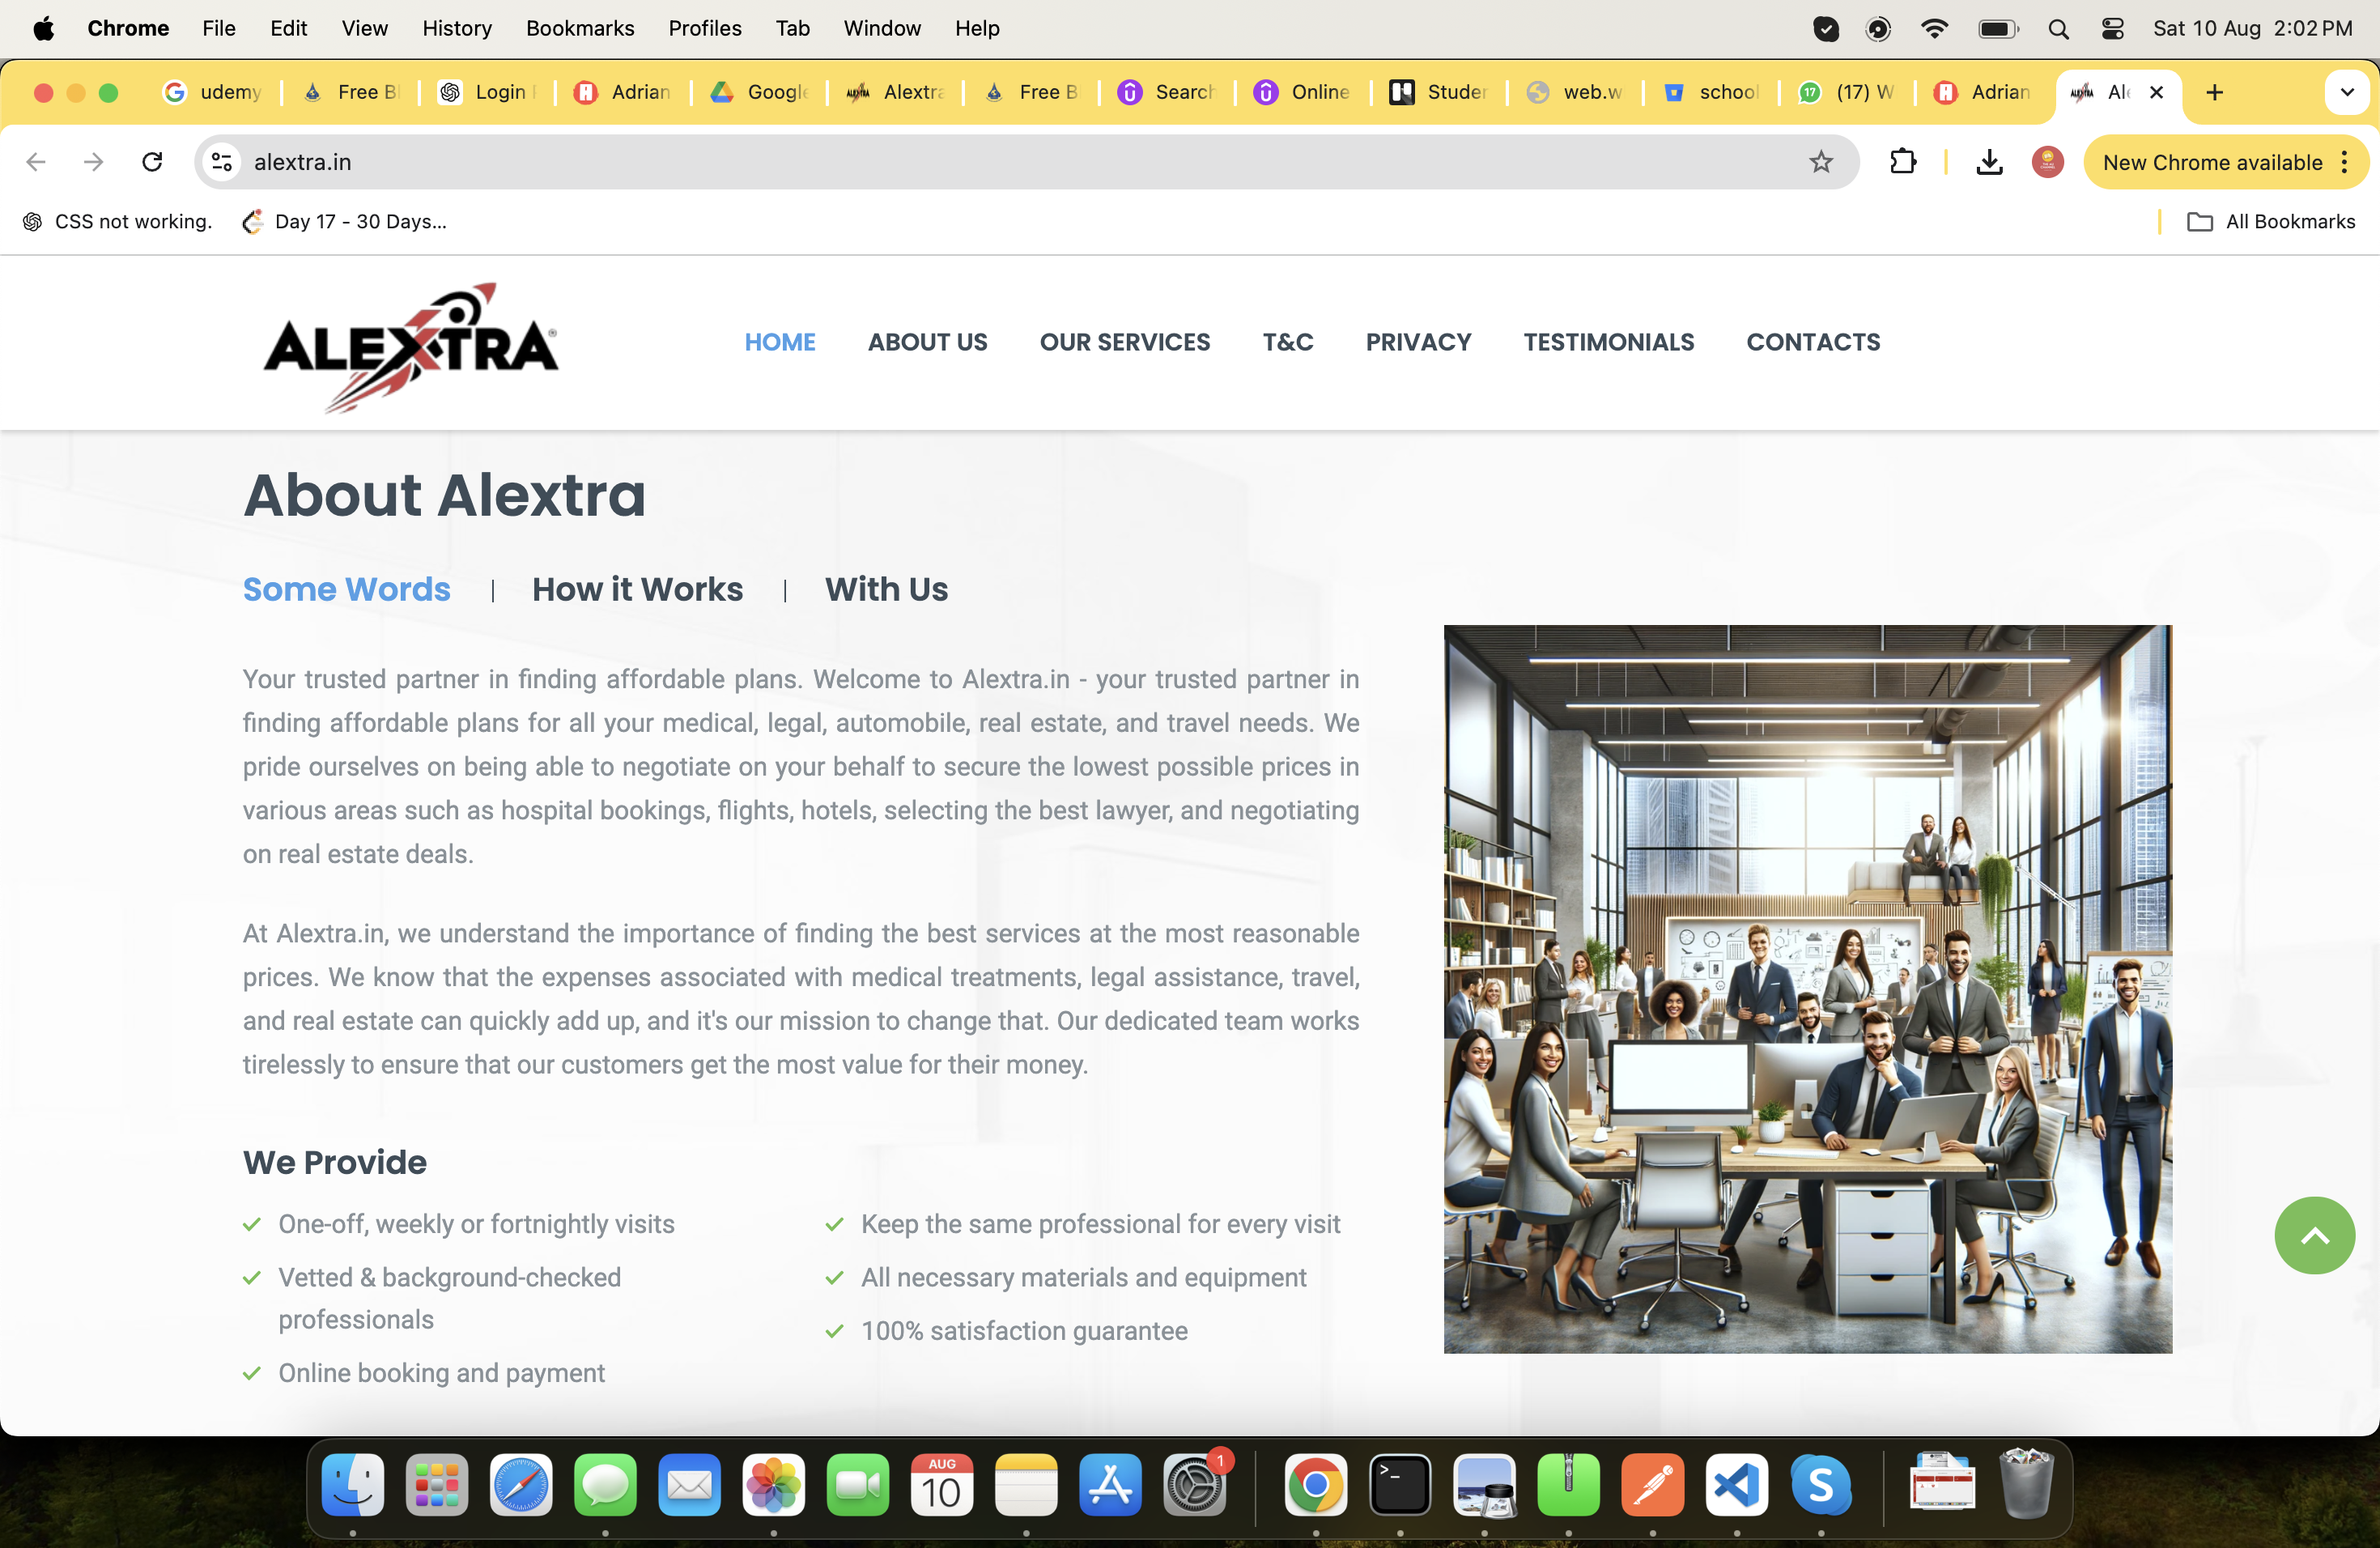 Chrome File Edit View History Bookmarks Profiles Tab Window Help Sat 10 Aug 2:02 PM
udemy Free Bl Login Adrian Google Alextra Free B Search Online Studen web.w school (17) W Adrian Ale
alextra.in New Chrome available
CSS not working. Day 17 - 30 Days... All Bookmarks
ALEXTRA®
HOME ABOUT US OUR SERVICES T&C PRIVACY TESTIMONIALS CONTACTS
About Alextra
Some Words | How it Works | With Us
Your trusted partner in finding affordable plans. Welcome to Alextra.in - your trusted partner in
finding affordable plans for all your medical, legal, automobile, real estate, and travel needs. We
pride ourselves on being able to negotiate on your behalf to secure the lowest possible prices in
various areas such as hospital bookings, flights, hotels, selecting the best lawyer, and negotiating
on real estate deals.
At Alextra.in, we understand the importance of finding the best services at the most reasonable
prices. We know that the expenses associated with medical treatments, legal assistance, travel,
and real estate can quickly add up, and it's our mission to change that. Our dedicated team works
tirelessly to ensure that our customers get the most value for their money.
We Provide
One-off, weekly or fortnightly visits
Vetted & background-checked
professionals
Online booking and payment
Keep the same professional for every visit
All necessary materials and equipment
100% satisfaction guarantee
AUG
10
1